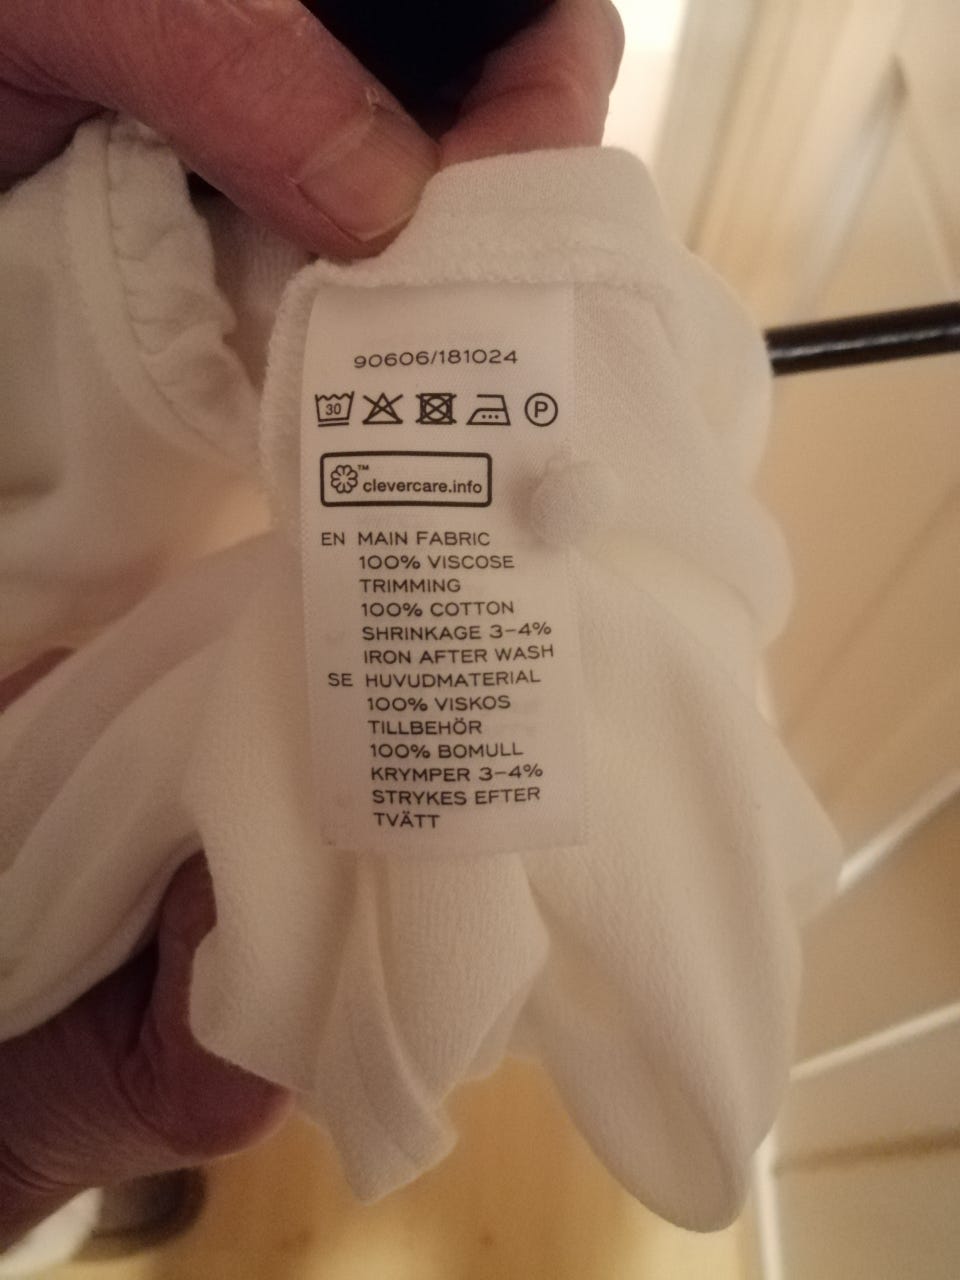 90606/181024
30 P
™
clevercare.info
EN MAIN FABRIC
100% VISCOSE
TRIMMING
100% COTTON
SHRINKAGE 3–4%
IRON AFTER WASH
SE HUVUDMATERIAL
100% VISKOS
TILLBEHÖR
100% BOMULL
KRYMPER 3–4%
STRYKES EFTER
TVÄTT